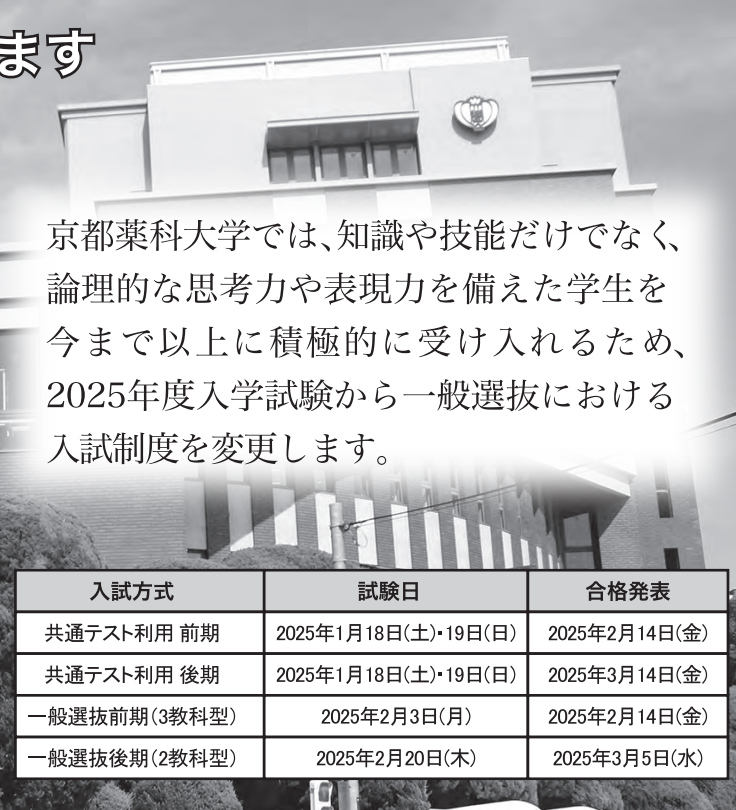 ます
京都薬科大学では、知識や技能だけでなく、
論理的な思考力や表現力を備えた学生を
今まで以上に積極的に受け入れるため、
2025年度入学試験から一般選抜における
入試制度を変更します。
入試方式 試験日 合格発表
共通テスト利用 前期 2025年1月18日(土)・19日(日) 2025年2月14日(金)
共通テスト利用 後期 2025年1月18日(土)・19日(日) 2025年3月14日(金)
一般選抜前期(3教科型) 2025年2月3日(月) 2025年2月14日(金)
一般選抜後期(2教科型) 2025年2月20日(木) 2025年3月5日(水)